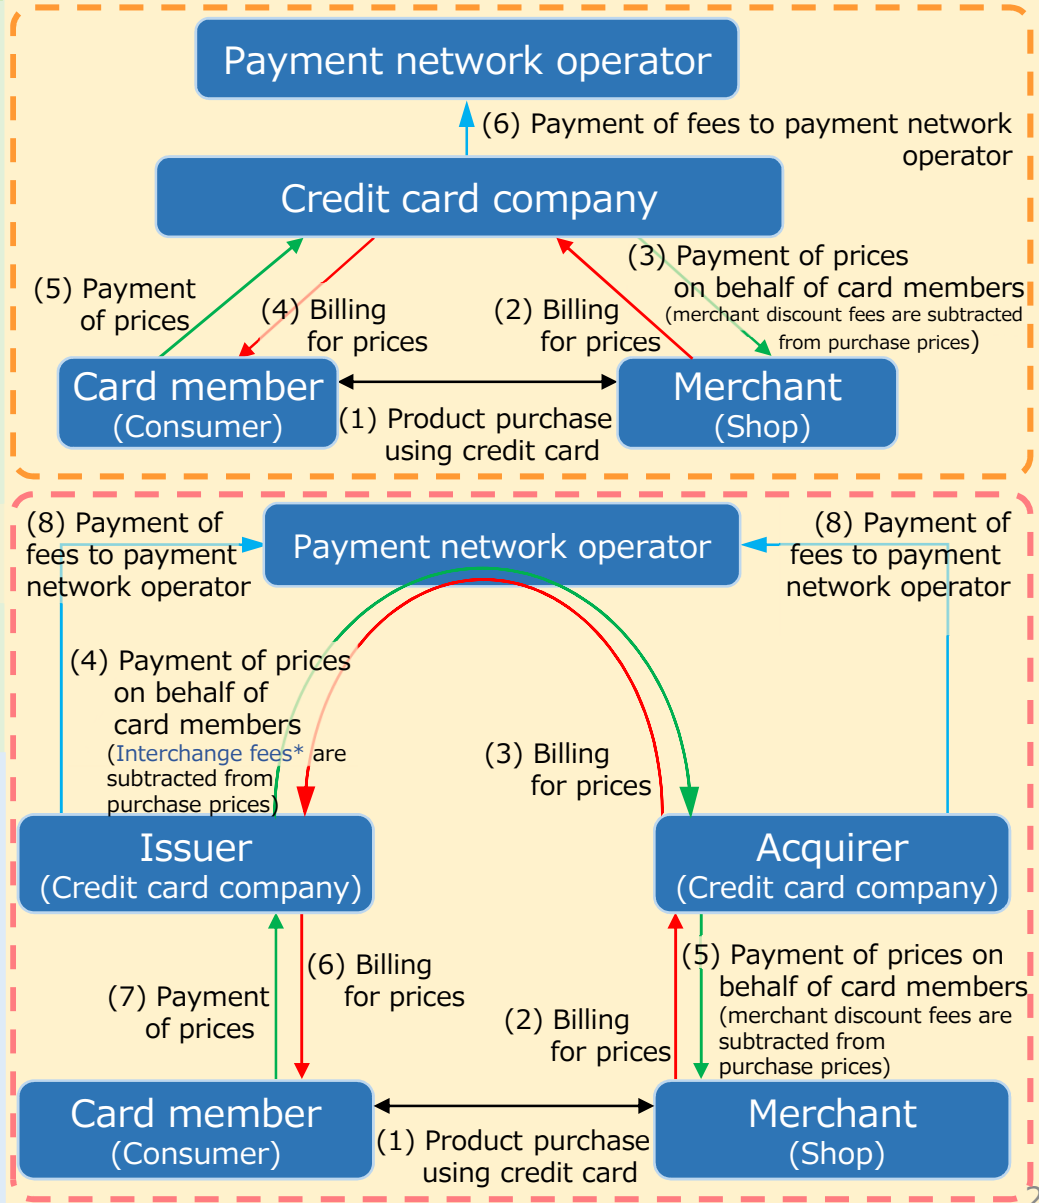 Payment network operator
(6) Payment of fees to payment network
operator
Credit card company
(5) Payment
of prices
(4) Billing
for prices
(2) Billing
for prices
(3) Payment of prices
on behalf of card members
(merchant discount fees are subtracted
from purchase prices)
Card member
(Consumer)
(1) Product purchase
using credit card
Merchant
(Shop)
(8) Payment of
fees to payment
network operator
Payment network operator
(8) Payment of
fees to payment
network operator
(4) Payment of prices
on behalf of
card members
(Interchange fees* are
subtracted from
purchase prices)
(3) Billing
for prices
Issuer
(Credit card company)
Acquirer
(Credit card company)
(7) Payment
of prices
(6) Billing
for prices
(2) Billing
for prices
(5) Payment of prices on
behalf of card members
(merchant discount fees are
subtracted from
purchase prices)
Card member
(Consumer)
(1) Product purchase
using credit card
Merchant
(Shop)